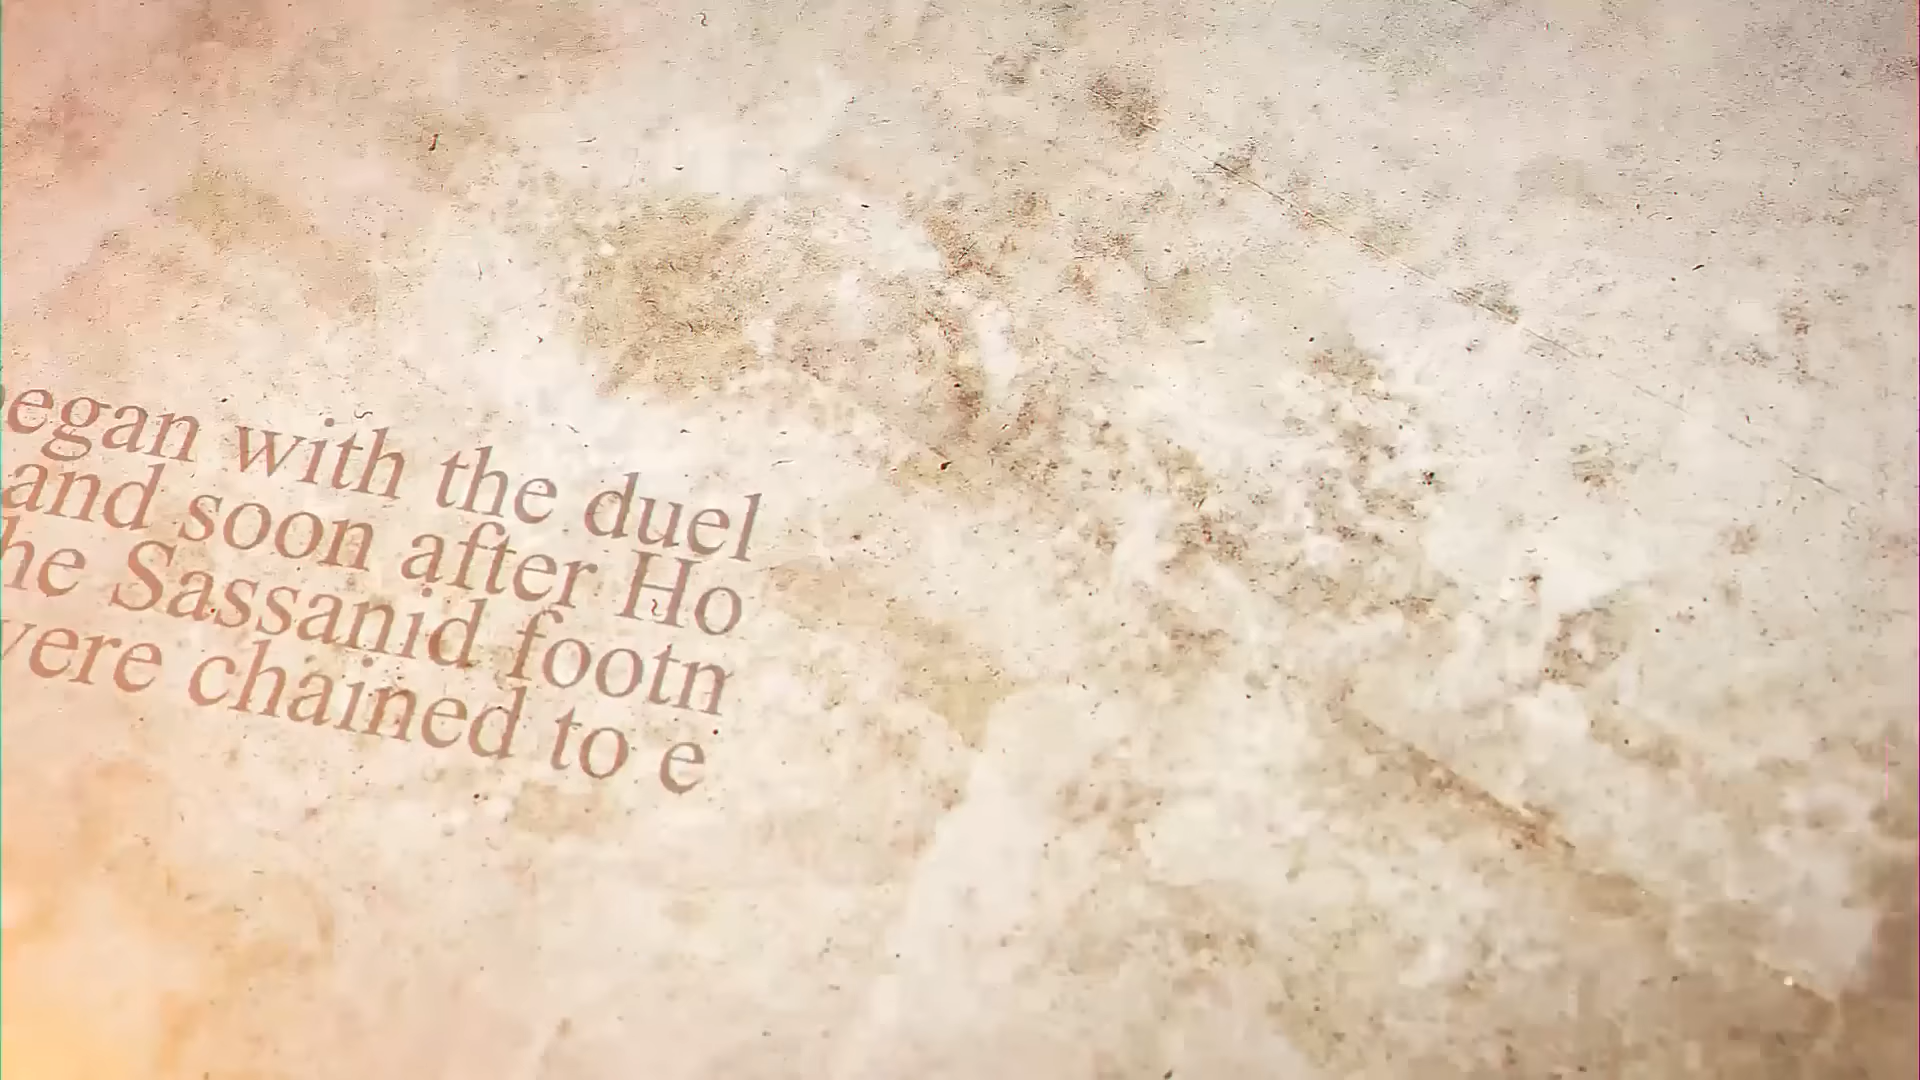 egan with the duel
and soon after Ho
he Sassanid footn
vere chained to e